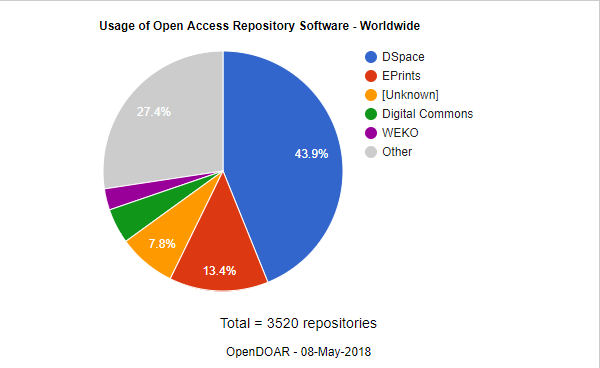 Usage of Open Access Repository Software - Worldwide
DSpace
EPrints
[Unknown]
Digital Commons
WEKO
Other
27.4%
43.9%
7.8%
13.4%
Total = 3520 repositories
OpenDOAR - 08-May-2018